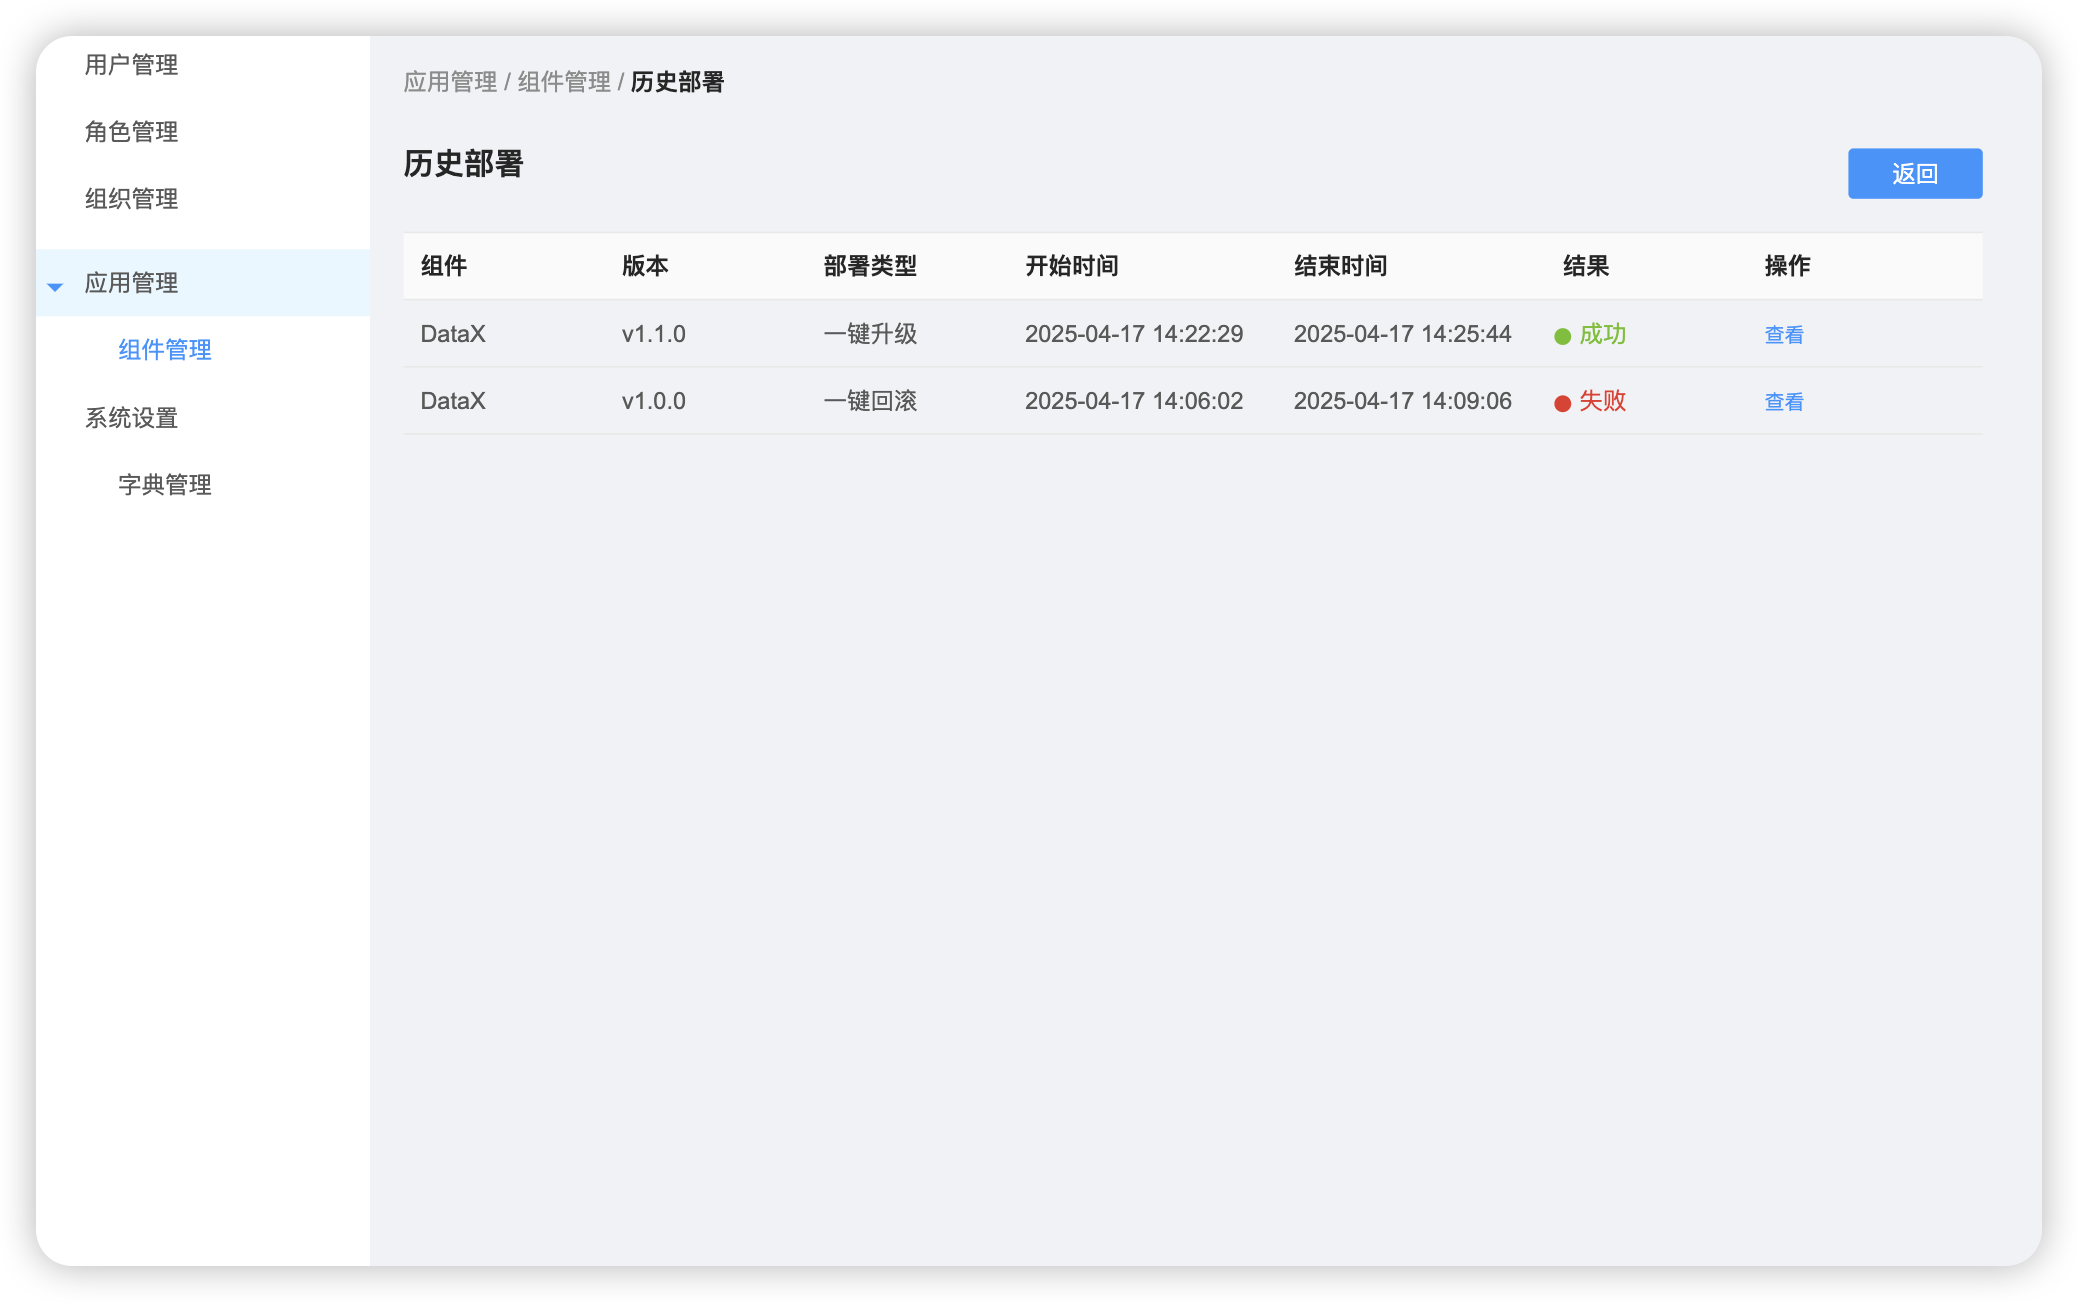 用户管理
角色管理
组织管理
应用管理
组件管理
系统设置
字典管理
应用管理 / 组件管理 / 历史部署
历史部署
返回
组件 版本 部署类型 开始时间 结束时间 结果 操作
DataX v1.1.0 一键升级 2025-04-17 14:22:29 2025-04-17 14:25:44 成功 查看
DataX v1.0.0 一键回滚 2025-04-17 14:06:02 2025-04-17 14:09:06 失败 查看